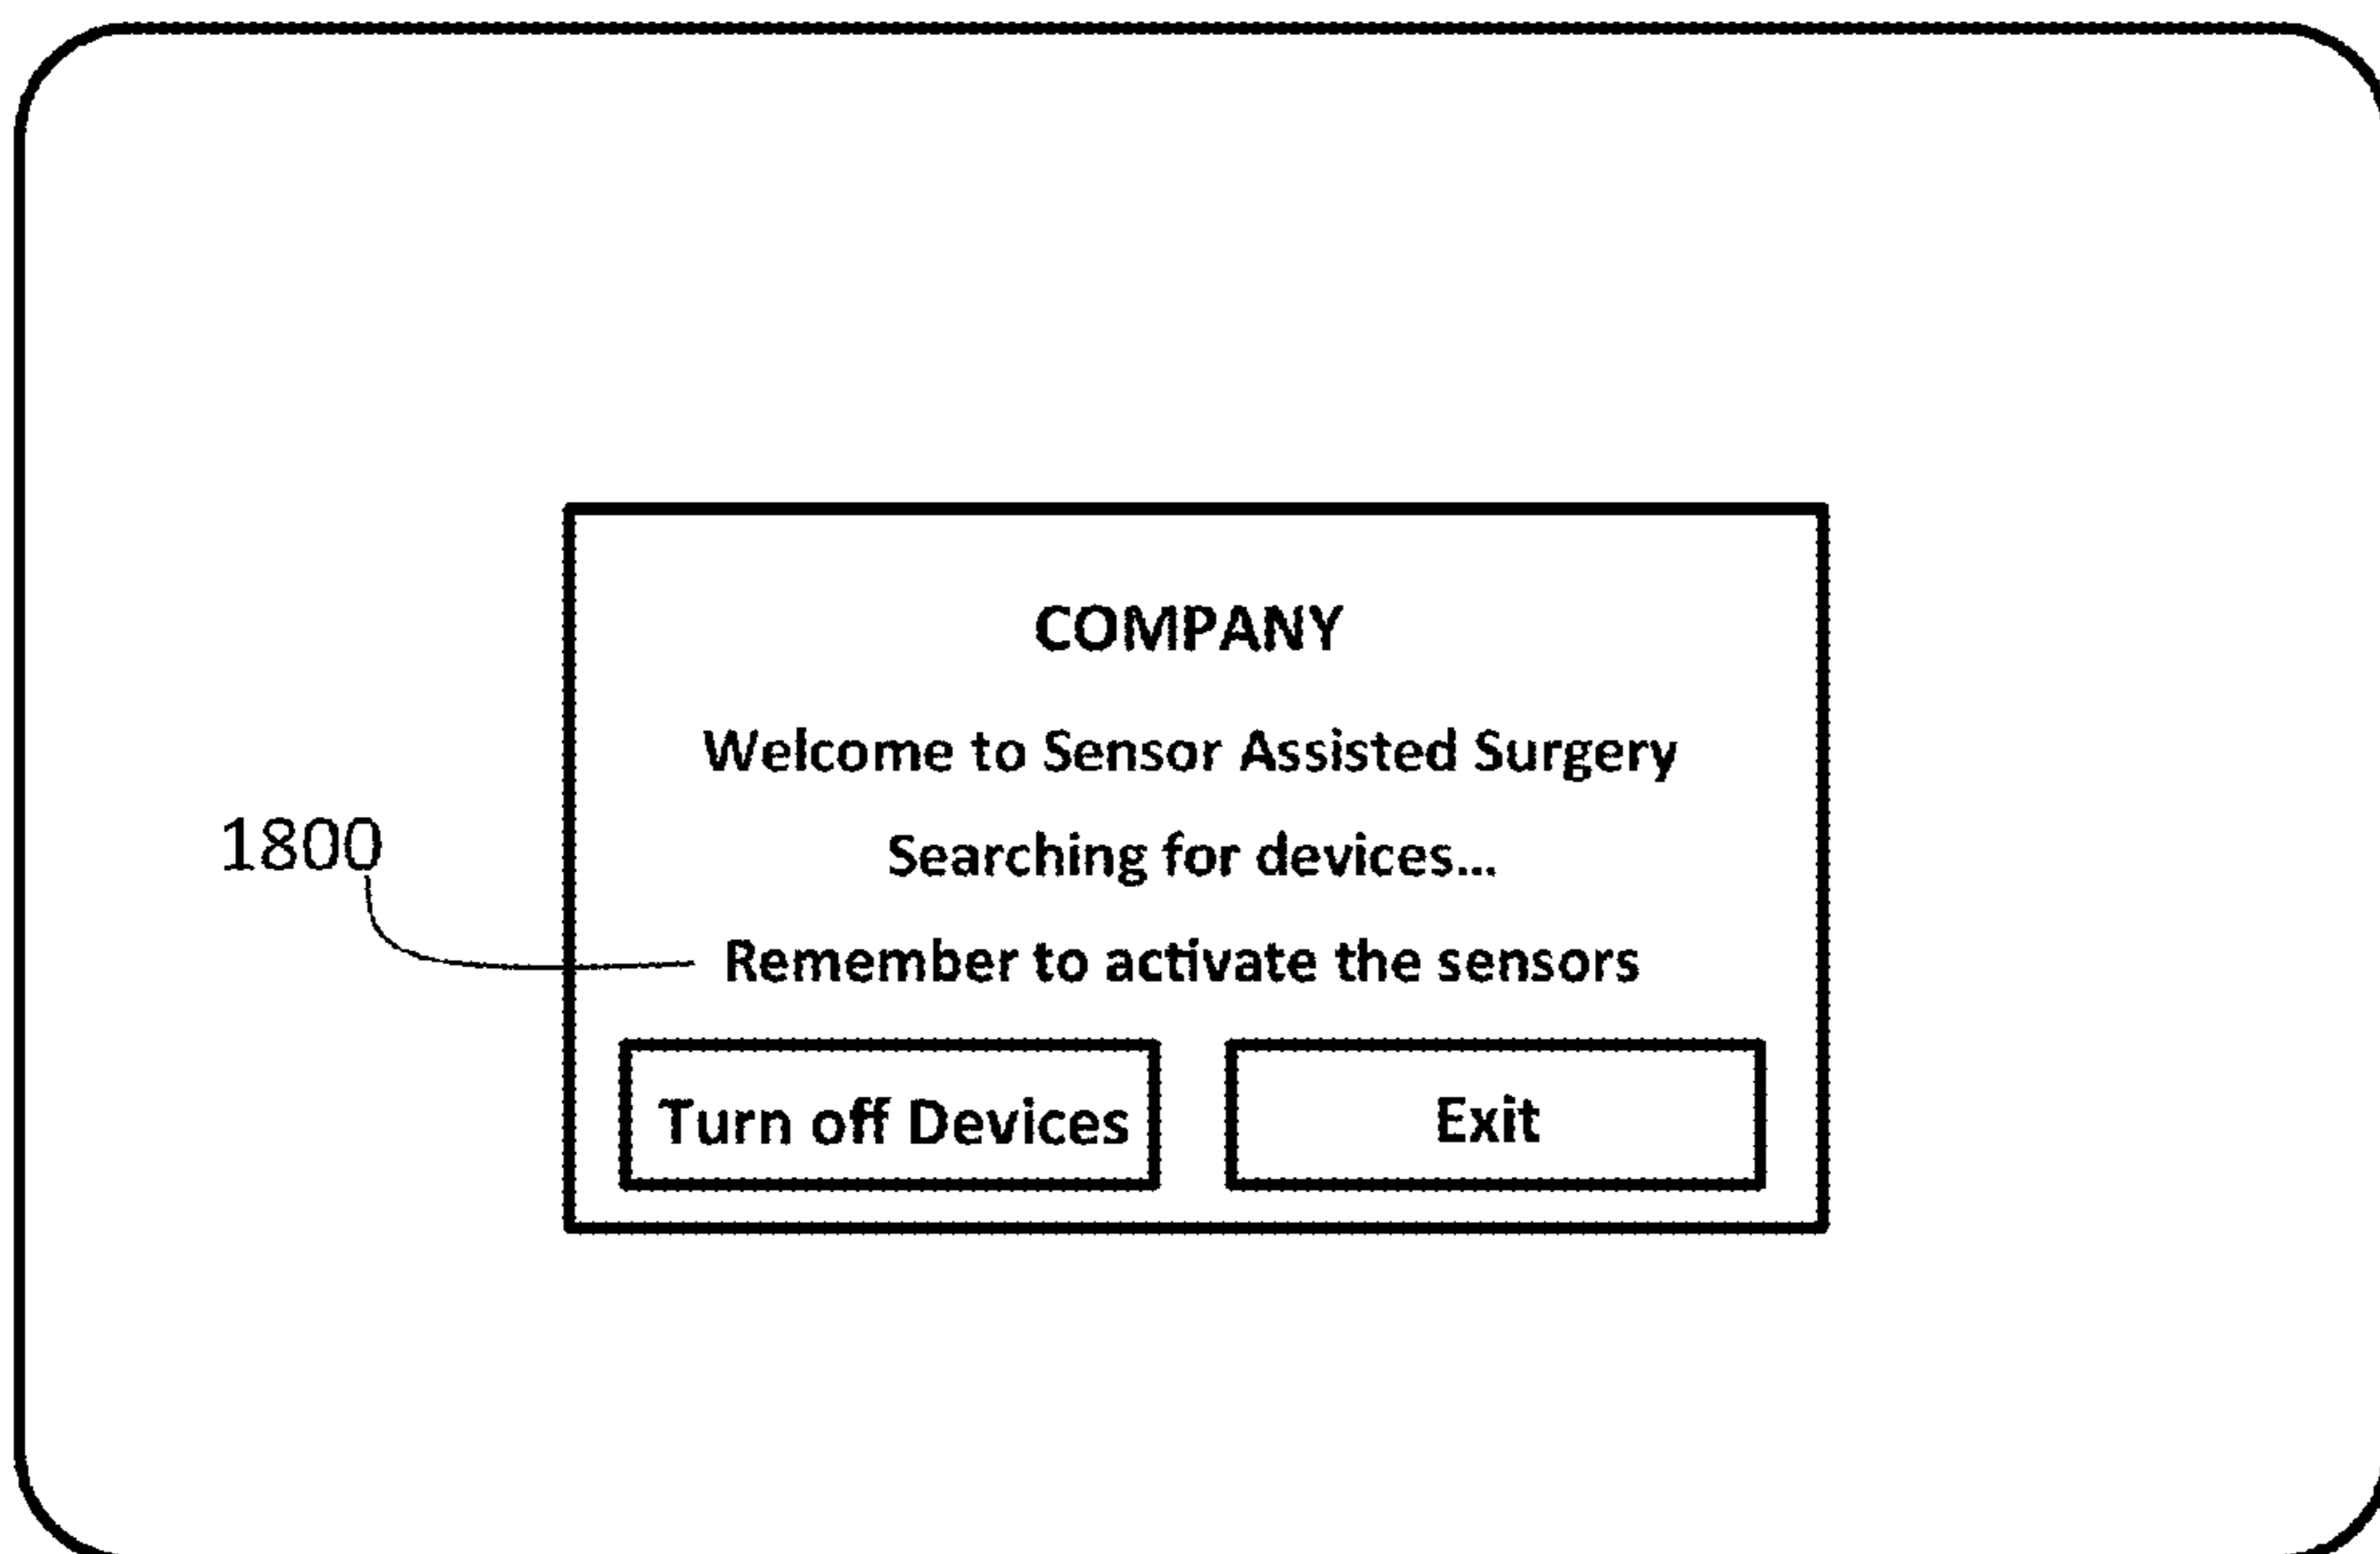 COMPANY
Welcome to Sensor Assisted Surgery
Searching for devices...
1800
Remember to activate the sensors
Turn off Devices
Exit